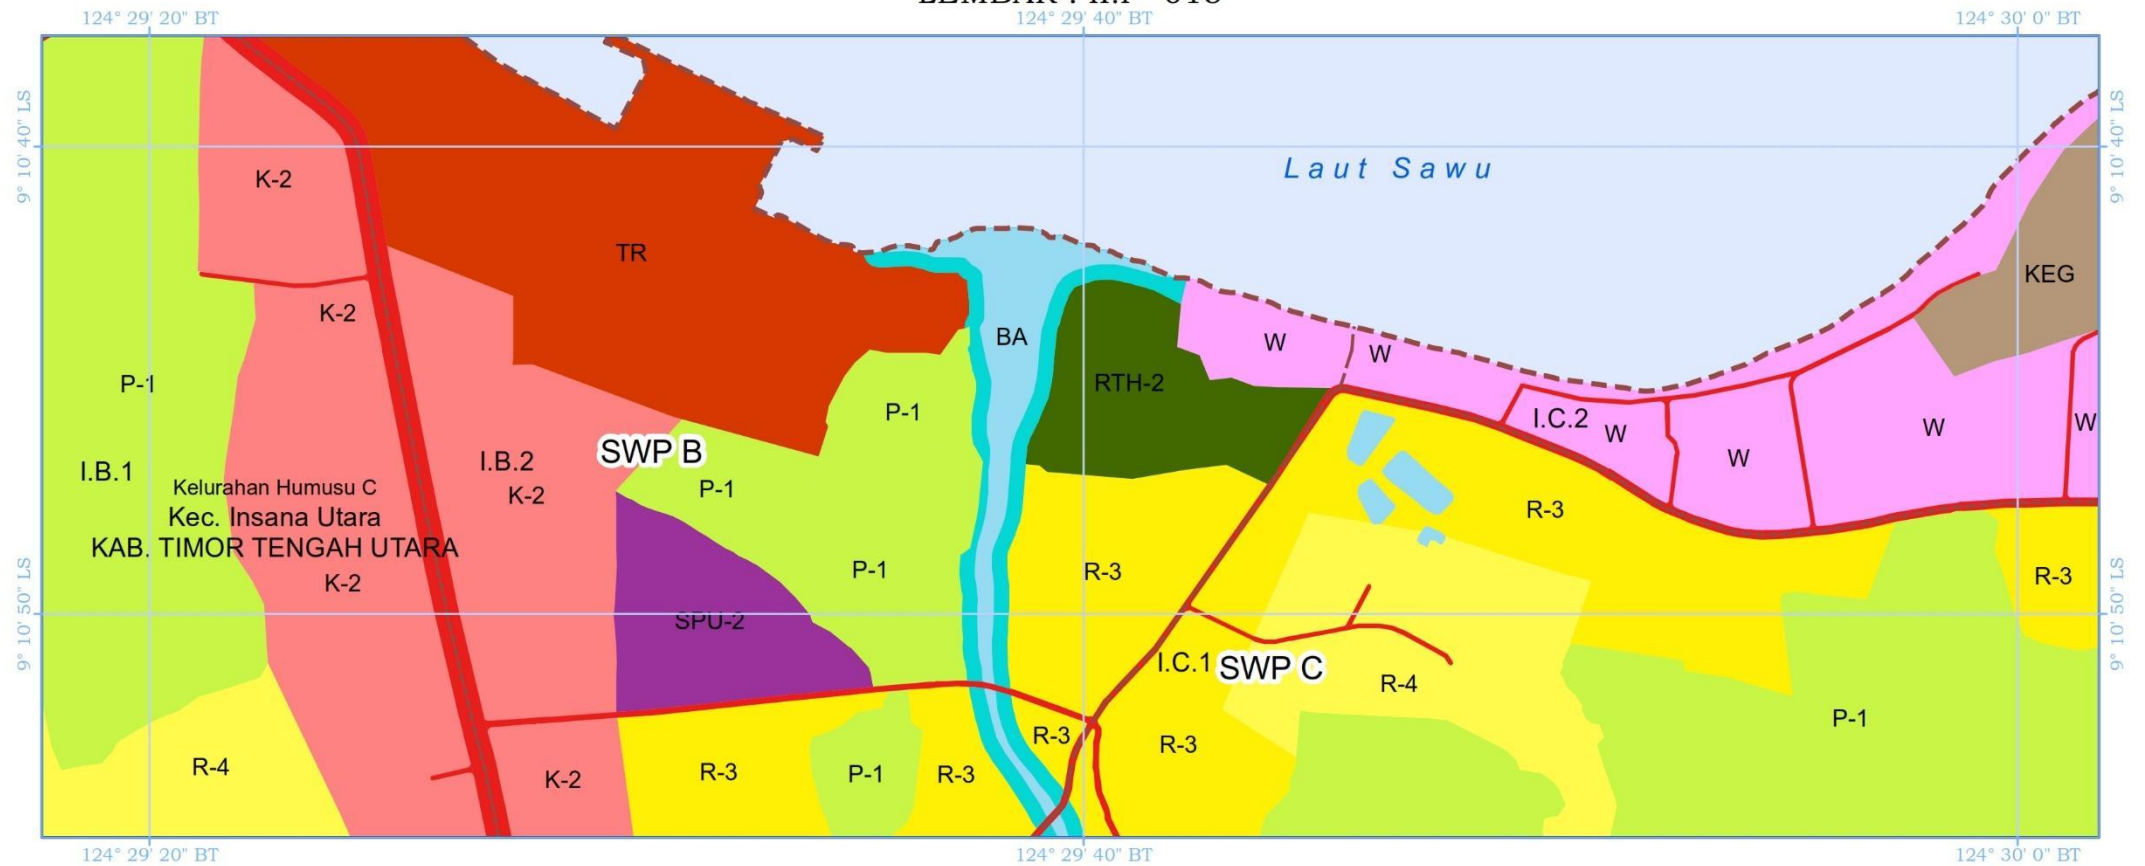 124° 29' 20" BT
124° 29' 40" BT
124° 30' 0" BT
9° 10' 40" LS
9° 10' 40" LS
K-2
Laut Sawu
TR
KEG
K-2
BA
W
W
P-1
RTH-2
P-1
I.C.2
W
W
W
W
SWP B
I.B.1
I.B.2
Kelurahan Humusu C
K-2
P-1
R-3
Kec. Insana Utara
KAB. TIMOR TENGAH UTARA
K-2
P-1
R-3
R-3
9° 10' 50" LS
9° 10' 50" LS
SPU-2
I.C.1
SWP C
R-4
P-1
R-3
R-3
R-4
K-2
R-3
P-1
R-3
124° 29' 20" BT
124° 29' 40" BT
124° 30' 0" BT